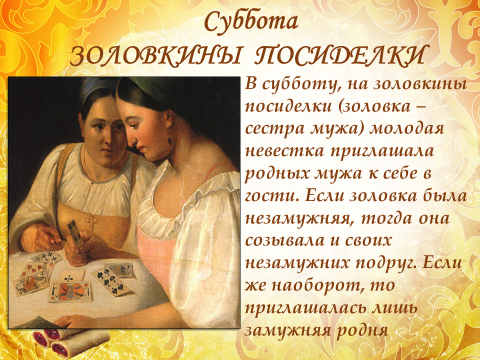 Суббота
ЗОЛОВКИНЫ ПОСИДЕЛКИ
В субботу, на золовкины
посиделки (золовка –
сестра мужа) молодая
невестка приглашала
родных мужа к себе в
гости. Если золовка была
незамужняя, тогда она
созывала и своих
незамужних подруг. Если
же наоборот, то
приглашалась лишь
замужняя родня